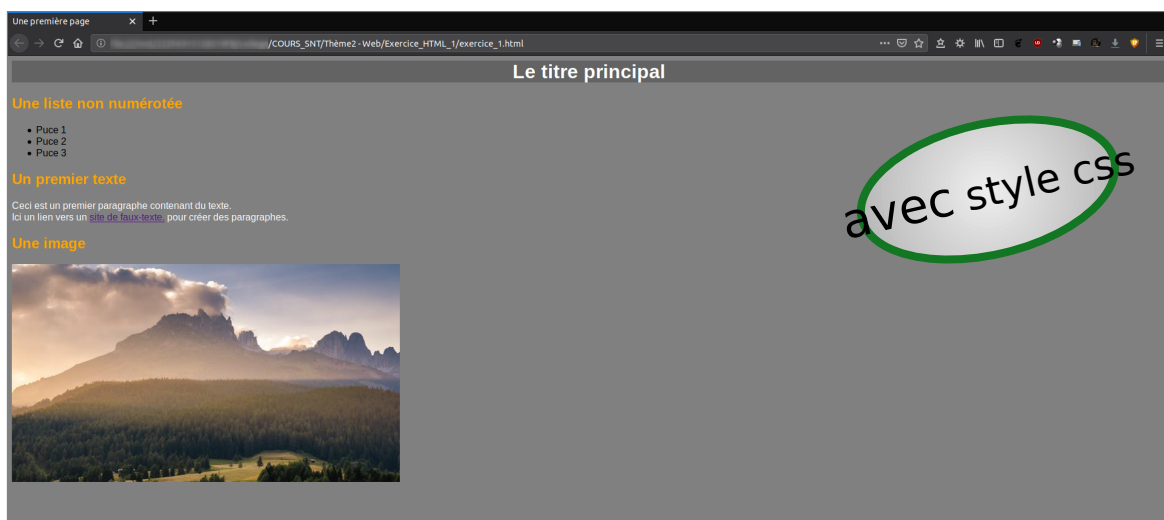 Une première page
/COURS_SNT/Thème2 - Web/Exercice_HTML_1/exercice_1.html
Le titre principal
Une liste non numérotée
Puce 1
Puce 2
Puce 3
avec style css
Un premier texte
Ceci est un premier paragraphe contenant du texte.
Ici un lien vers un site de faux-texte. pour créer des paragraphes.
Une image